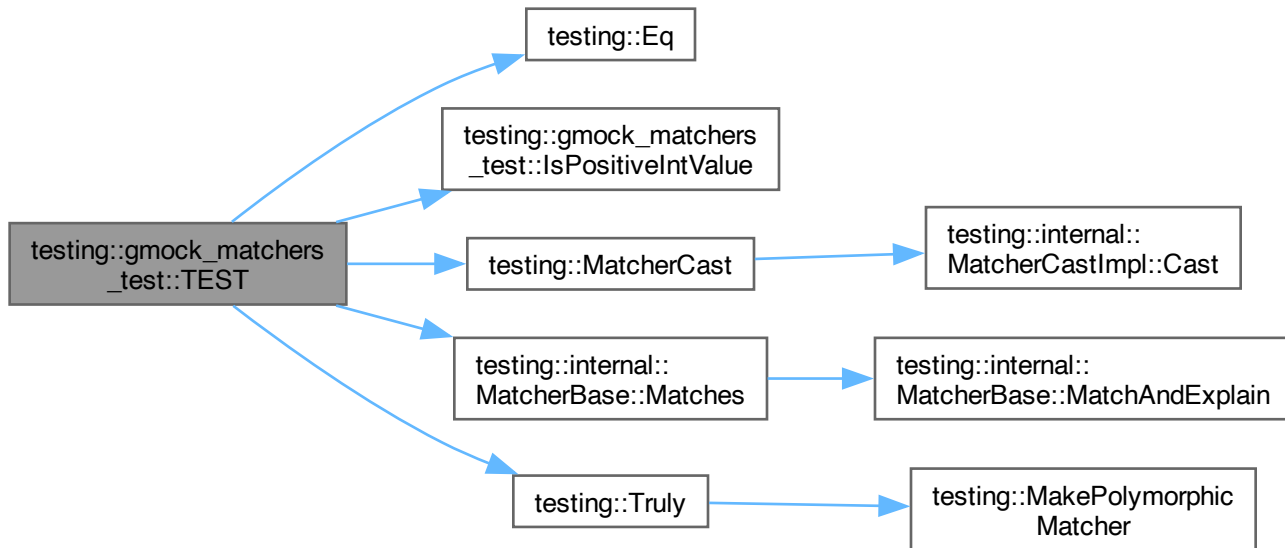 testing::Eq
testing::gmock_matchers
_test::IsPositiveIntValue
testing::gmock_matchers
_test::TEST
testing::MatcherCast
testing::internal::
MatcherCastImpl::Cast
testing::internal::
MatcherBase::Matches
testing::internal::
MatcherBase::MatchAndExplain
testing::Truly
testing::MakePolymorphic
Matcher